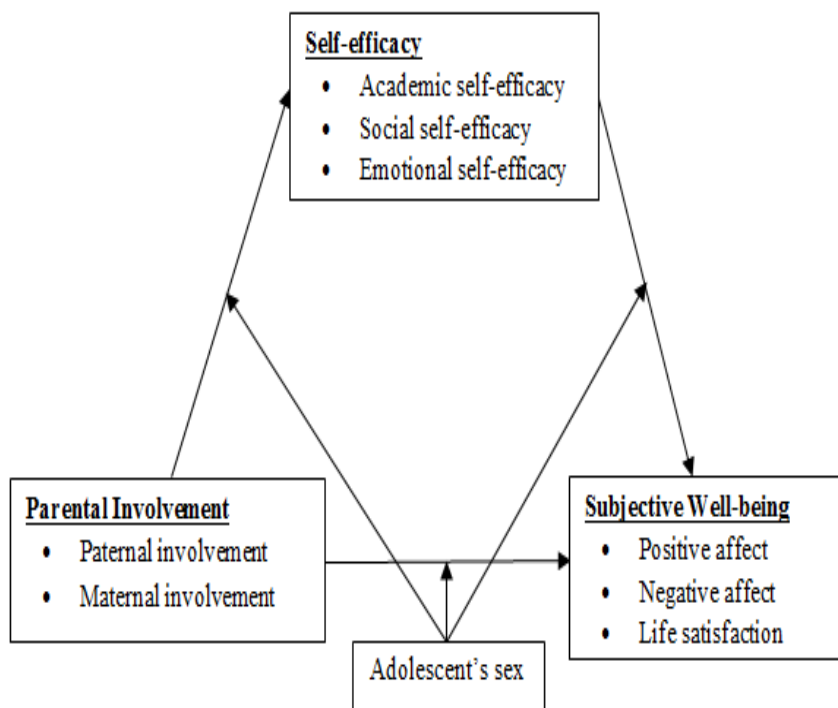 Self-efficacy
• Academic self-efficacy
• Social self-efficacy
• Emotional self-efficacy
Parental Involvement
• Paternal involvement
• Maternal involvement
Subjective Well-being
• Positive affect
• Negative affect
• Life satisfaction
Adolescent's sex